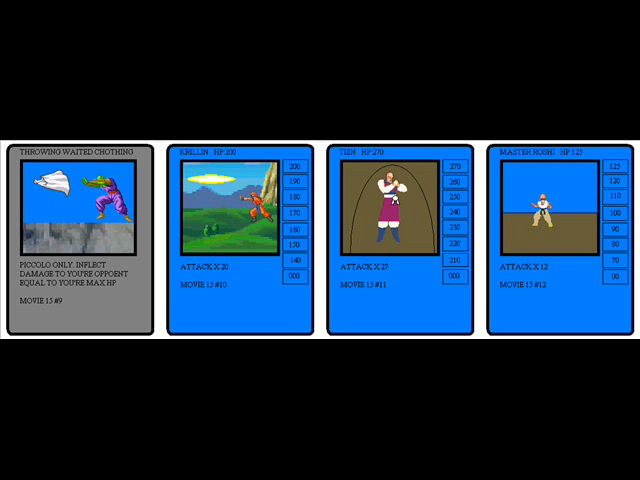 THROWING WAITED CHOTHING
PICCOLO ONLY. INFLECT
DAMAGE TO YOU'RE OPPOENT
EQUAL TO YOU'RE MAX HP
MOVIE 15 #9
KRILLIN HP:200
200
190
180
170
160
150
140
000
ATTACK X 20
MOVIE 15 #10
TIEN HP:270
270
260
250
240
230
220
210
000
ATTACK X 27
MOVIE 15 #11
MASTER ROSHI HP:125
125
120
110
100
90
80
70
00
ATTACK X 12
MOVIE 15 #12